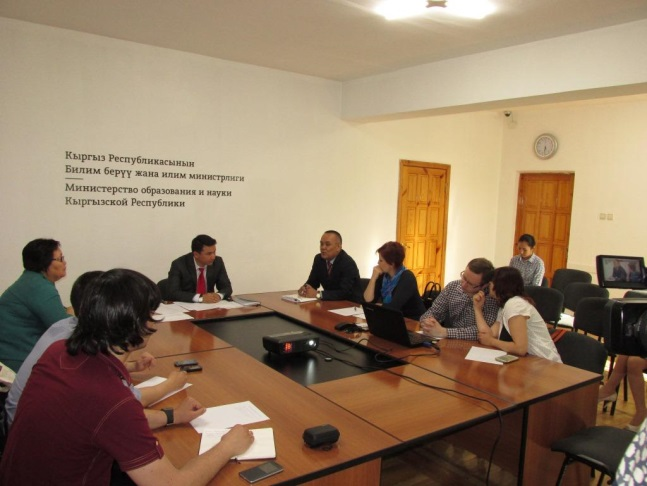 Кыргыз Республикасынын
Билим берүү жана илим министрлиги
Министерство образования и науки
Кыргызской Республики